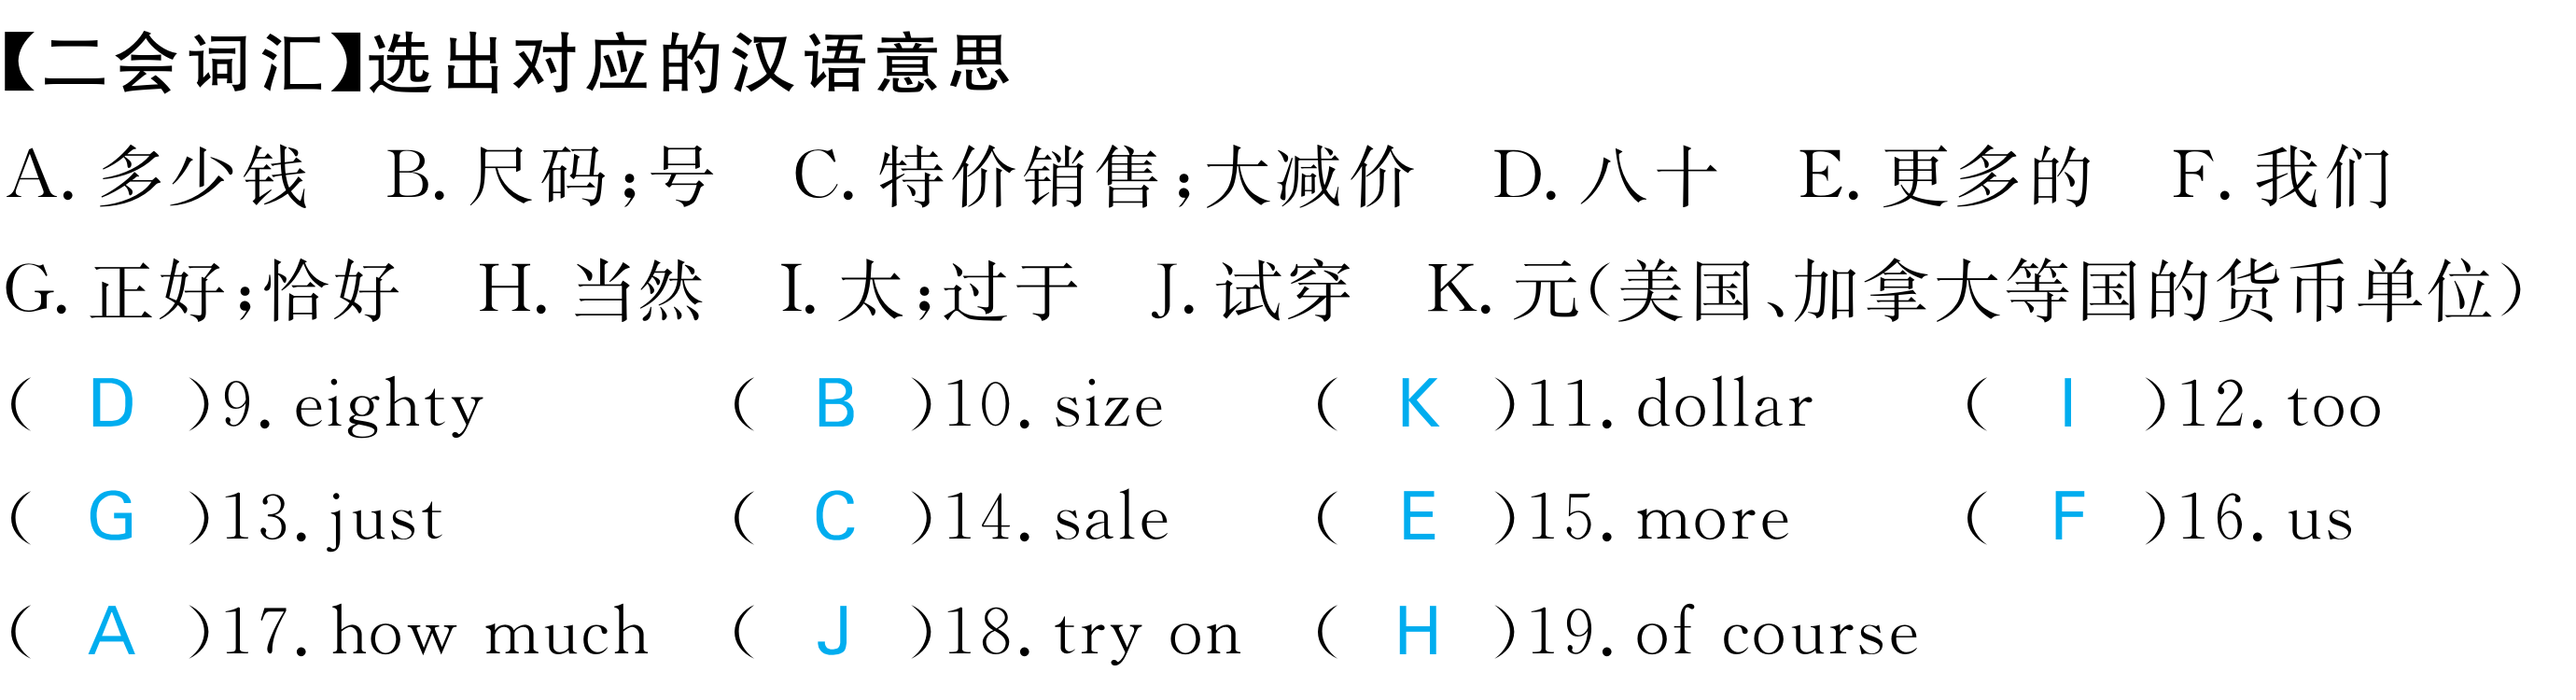 【二会词汇】选出对应的汉语意思
A. 多少钱 B. 尺码;号 C. 特价销售;大减价 D. 八十 E. 更多的 F. 我们
G. 正好;恰好 H. 当然 I. 太;过于 J. 试穿 K. 元(美国、加拿大等国的货币单位)
( D )9. eighty ( B )10. size ( K )11. dollar ( I )12. too
( G )13. just ( C )14. sale ( E )15. more ( F )16. us
( A )17. how much ( J )18. try on ( H )19. of course